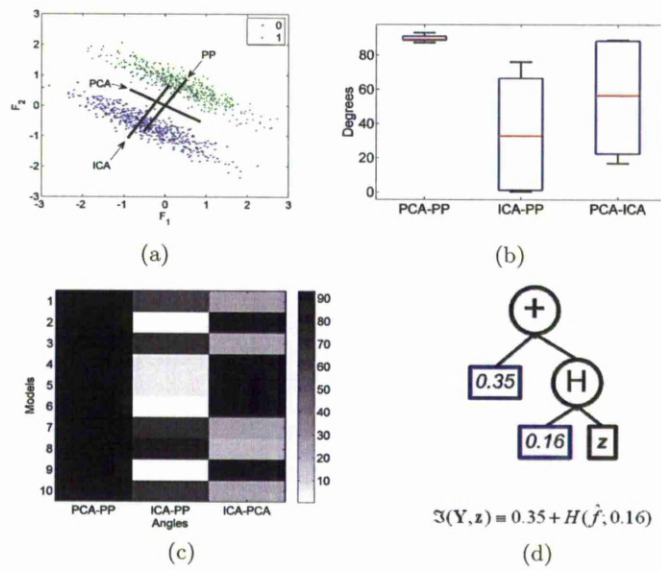 3
2
1
0
-1
-2
-3
F2
-3 -2 -1 0 1 2 3
F1
0
1
PCA
PP
ICA
(a)
80
60
40
20
0
Degrees
PCA-PP ICA-PP PCA-ICA
(b)
1
2
3
4
5
6
7
8
9
10
Models
PCA-PP ICA-PP ICA-PCA
Angles
90
80
70
60
50
40
30
20
10
(c)
+
0.35 H
0.16 z
ℑ(Y,z) ≡ 0.35 + H(f̂; 0.16)
(d)